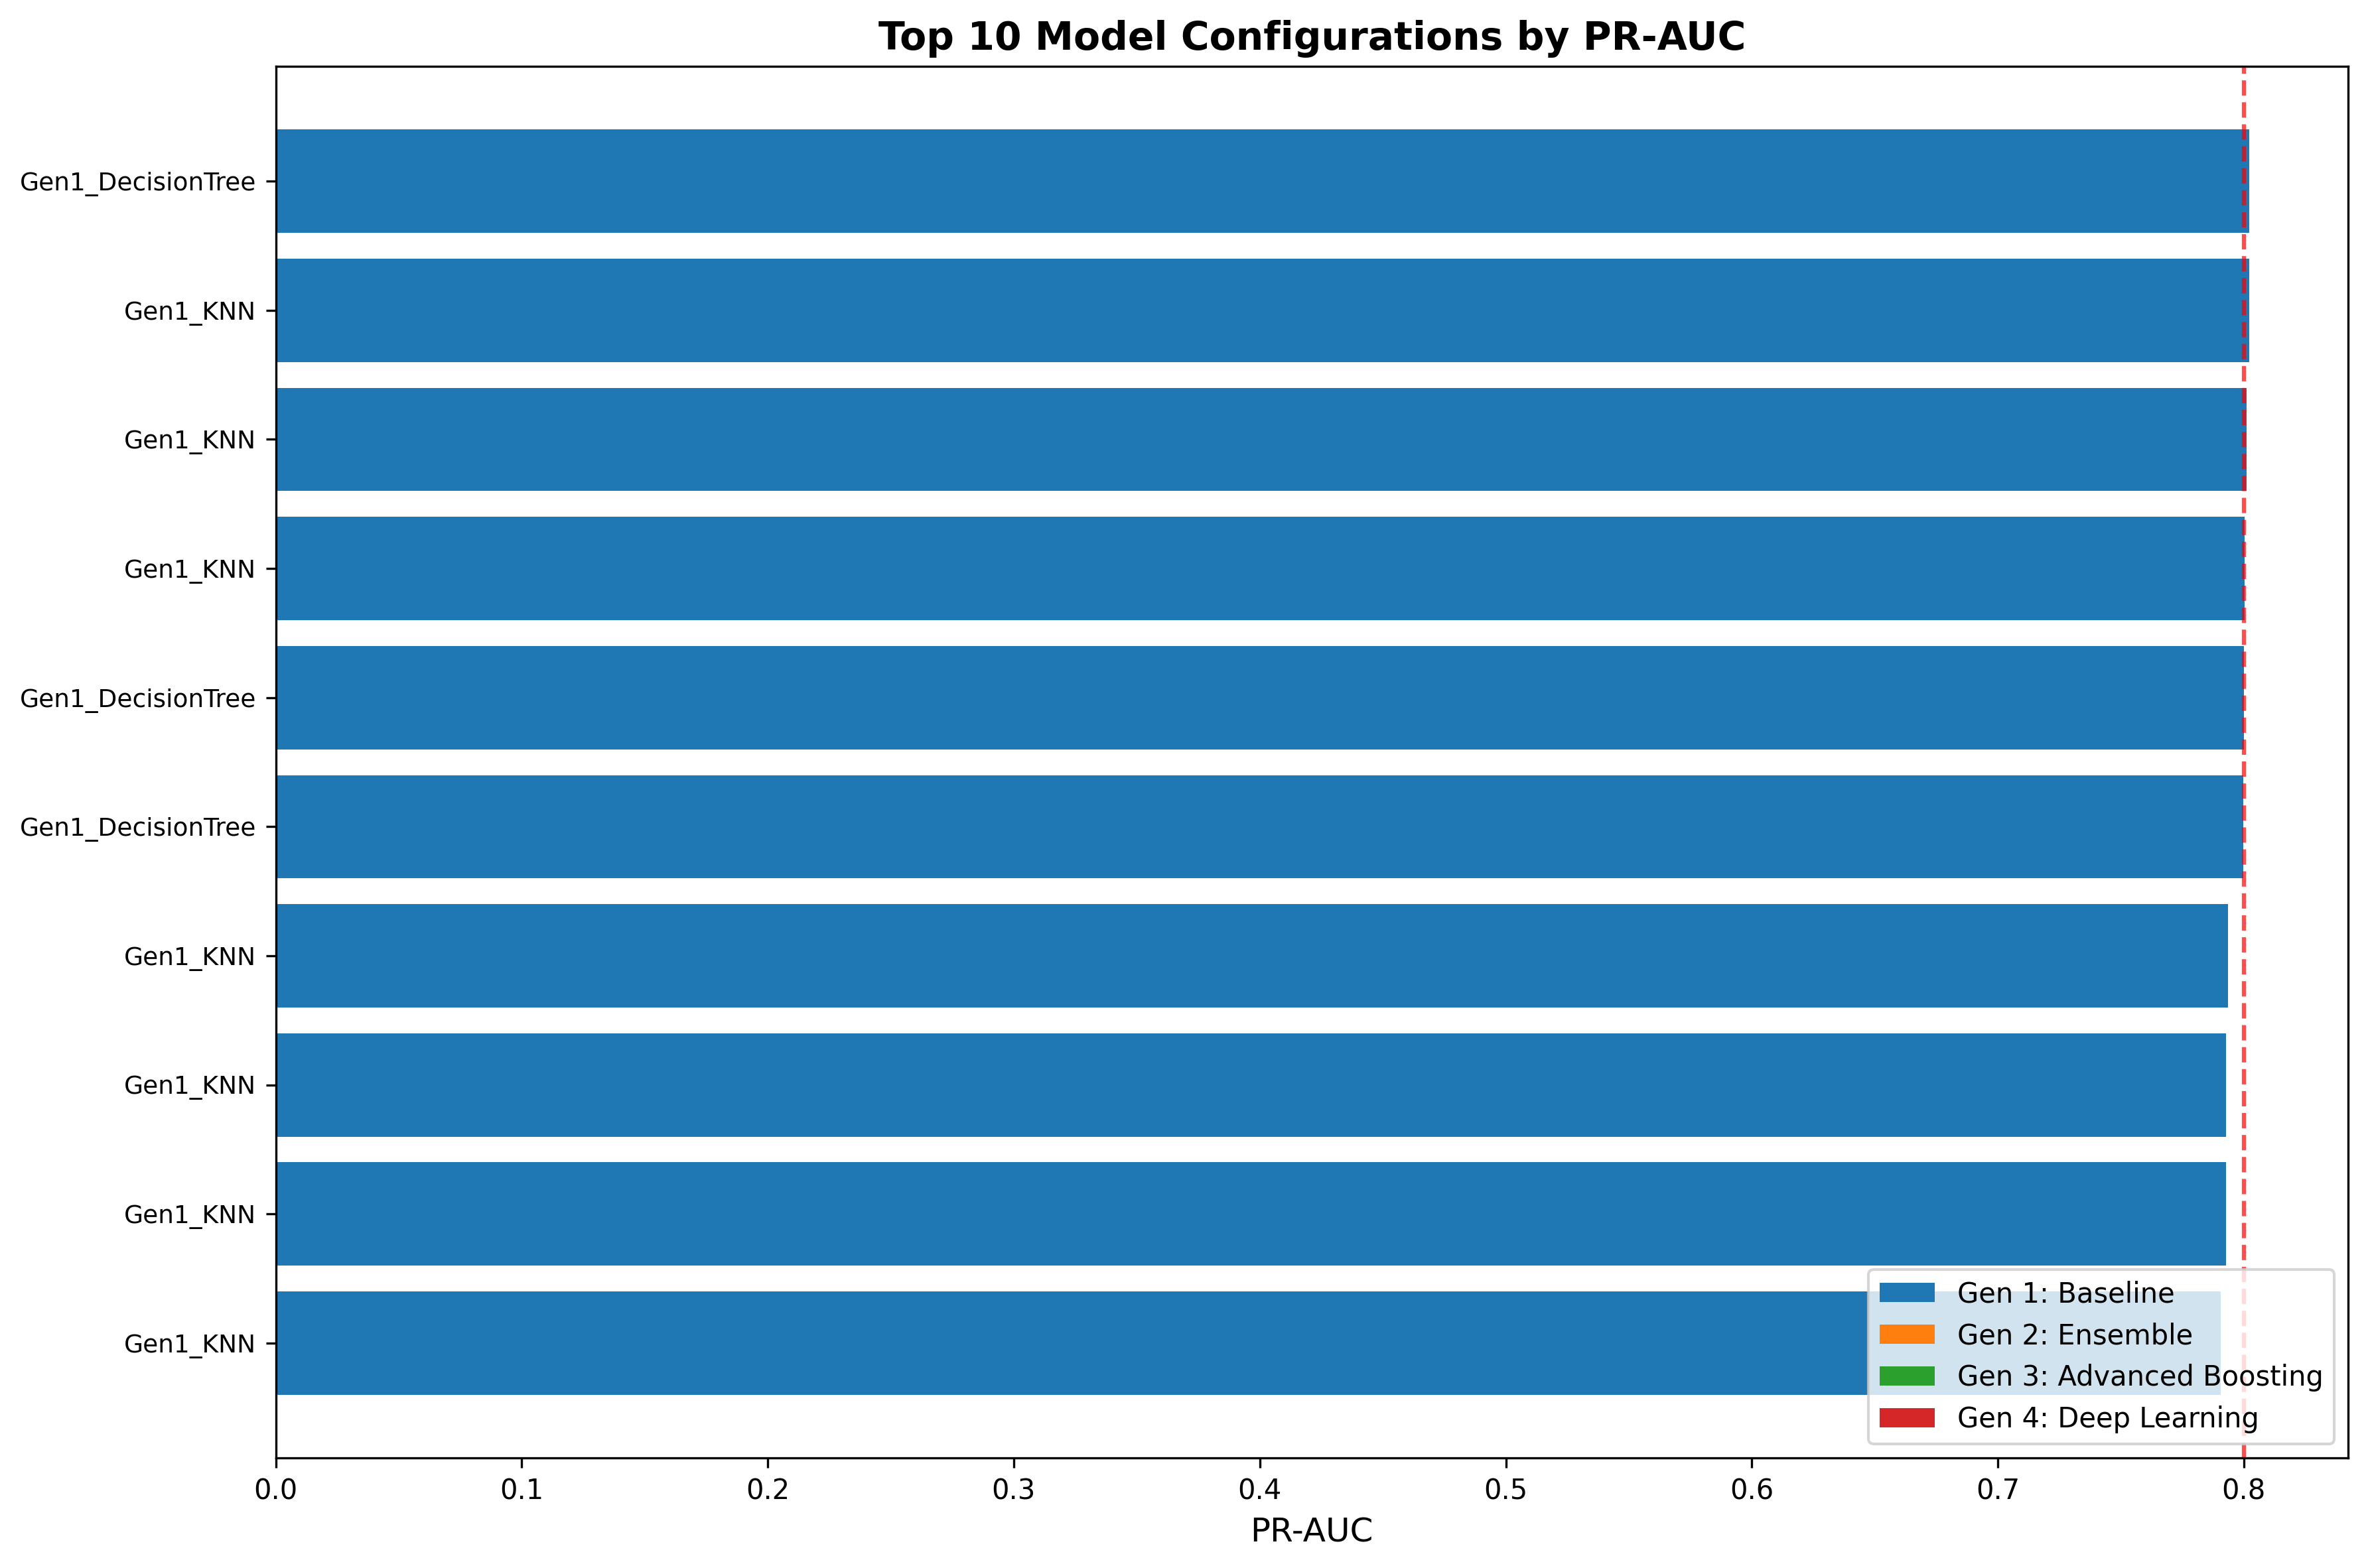 Top 10 Model Configurations by PR-AUC
Gen1_DecisionTree
Gen1_KNN
Gen1_KNN
Gen1_KNN
Gen1_DecisionTree
Gen1_DecisionTree
Gen1_KNN
Gen1_KNN
Gen1_KNN
Gen1_KNN
Gen 1: Baseline
Gen 2: Ensemble
Gen 3: Advanced Boosting
Gen 4: Deep Learning
0.0 0.1 0.2 0.3 0.4 0.5 0.6 0.7 0.8
PR-AUC